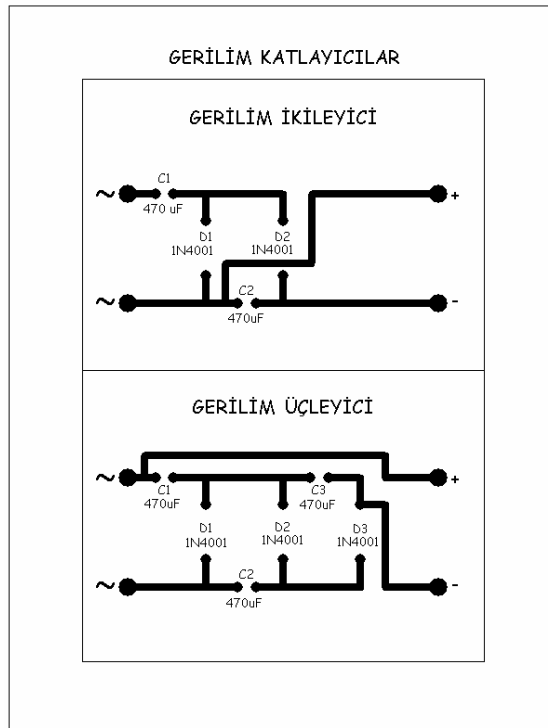 GERİLİM KATLAYICILAR
GERİLİM İKİLEYİCİ
~
C1
470 uF
+
D1
1N4001
D2
1N4001
~
C2
470uF
-
GERİLİM ÜÇLEYİCİ
~
C1
470uF
C3
470uF
+
D1
1N4001
D2
1N4001
D3
1N4001
~
C2
470uF
-